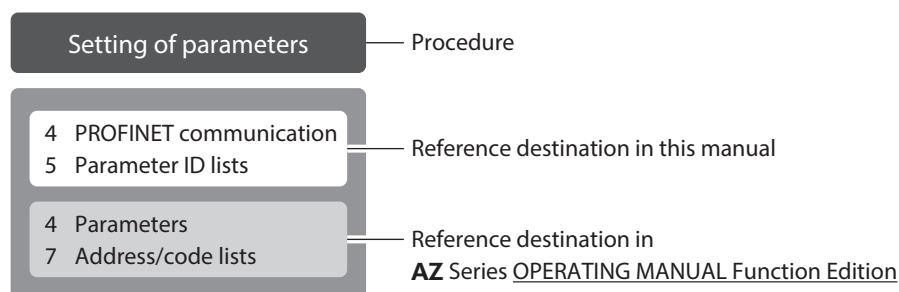 Setting of parameters
Procedure
4 PROFINET communication
5 Parameter ID lists
Reference destination in this manual
4 Parameters
7 Address/code lists
Reference destination in
AZ Series OPERATING MANUAL Function Edition